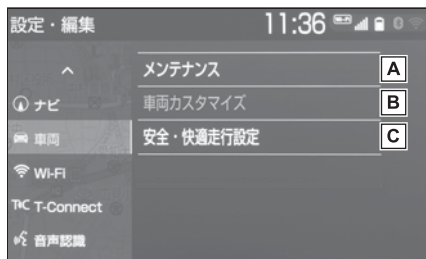 設定・編集
11:36
Wi-Fi
メンテナンス
A
ナビ
車両カスタマイズ
B
車両
安全・快適走行設定
C
Wi-Fi
T-Connect
音声認識